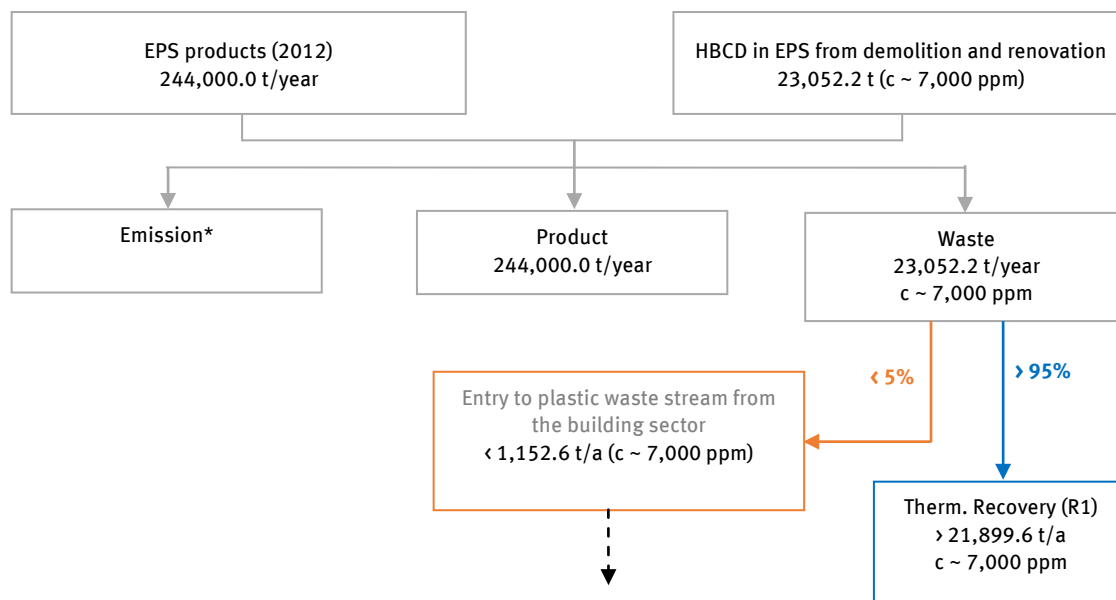 EPS products (2012)
244,000.0 t/year
HBCD in EPS from demolition and renovation
23,052.2 t (c ~ 7,000 ppm)
Emission*
Product
244,000.0 t/year
Waste
23,052.2 t/year
c ~ 7,000 ppm
‹ 5%
› 95%
Entry to plastic waste stream from
the building sector
‹ 1,152.6 t/a (c ~ 7,000 ppm)
Therm. Recovery (R1)
› 21,899.6 t/a
c ~ 7,000 ppm